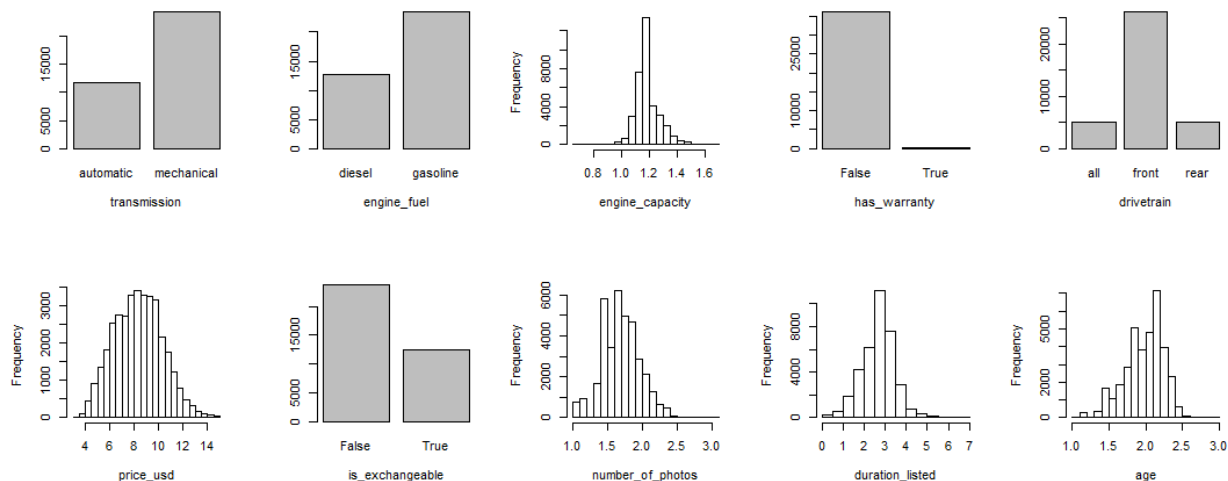 0 5000 15000
automatic mechanical
transmission
0 5000 15000
diesel gasoline
engine_fuel
Frequency
0 4000 8000
0.8 1.0 1.2 1.4 1.6
engine_capacity
0 10000 25000
False True
has_warranty
0 10000 20000
all front rear
drivetrain
Frequency
0 1000 2000 3000
4 6 8 10 12 14
price_usd
0 5000 15000
False True
is_exchangeable
Frequency
0 2000 4000 6000
1.0 1.5 2.0 2.5 3.0
number_of_photos
Frequency
0 4000 8000
0 1 2 3 4 5 6 7
duration_listed
Frequency
0 2000 5000
1.0 1.5 2.0 2.5 3.0
age